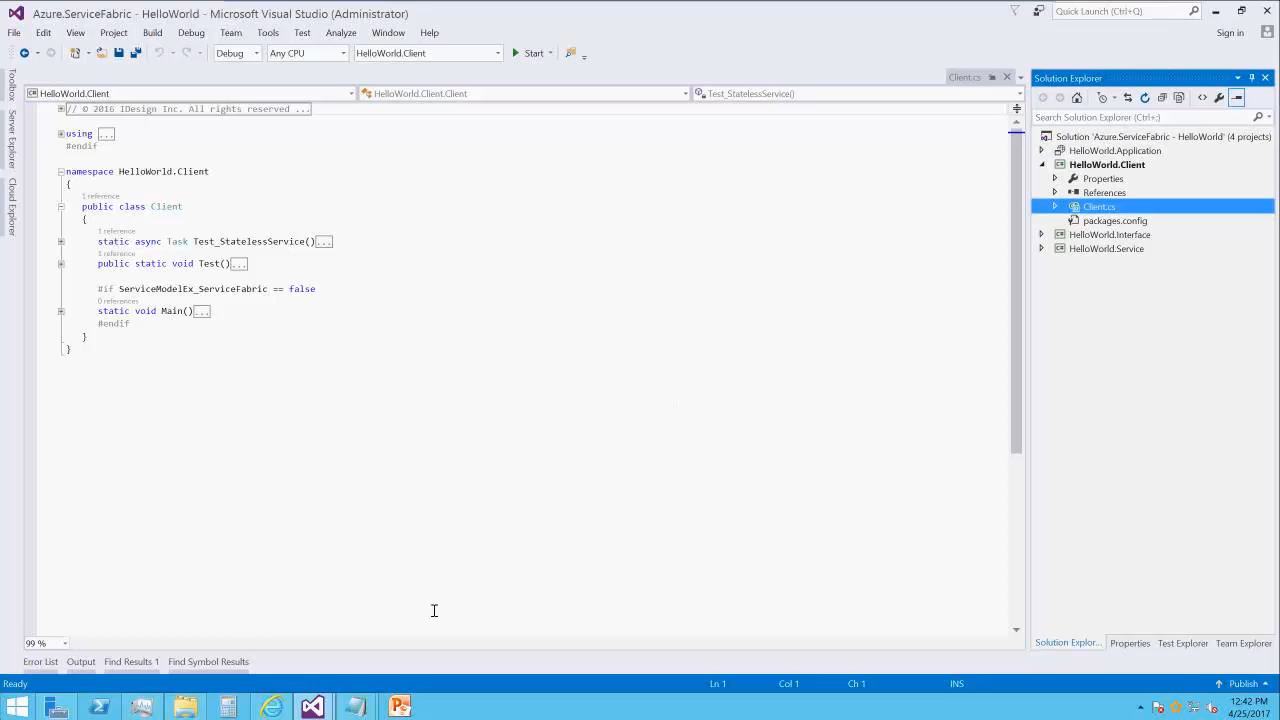 Azure.ServiceFabric - HelloWorld - Microsoft Visual Studio (Administrator)
Quick Launch (Ctrl+Q)
File Edit View Project Build Debug Team Tools Test Analyze Window Help
Sign in
Debug Any CPU HelloWorld.Client Start
Toolbox
Server Explorer
Cloud Explorer
Client.cs
HelloWorld.Client HelloWorld.Client.Client Test_StatelessService()
// © 2016 IDesign Inc. All rights reserved ...
using ...
#endif
namespace HelloWorld.Client
{
1 reference
public class Client
{
1 reference
static async Task Test_StatelessService()...
1 reference
public static void Test()...
#if ServiceModelEx_ServiceFabric == false
0 references
static void Main()...
#endif
}
}
99 %
Solution Explorer
Search Solution Explorer (Ctrl+;)
Solution 'Azure.ServiceFabric - HelloWorld' (4 projects)
HelloWorld.Application
HelloWorld.Client
Properties
References
Client.cs
packages.config
HelloWorld.Interface
HelloWorld.Service
Solution Explor... Properties Test Explorer Team Explorer
Error List Output Find Results 1 Find Symbol Results
Ready Ln 1 Col 1 Ch 1 INS Publish
12:42 PM
4/25/2017